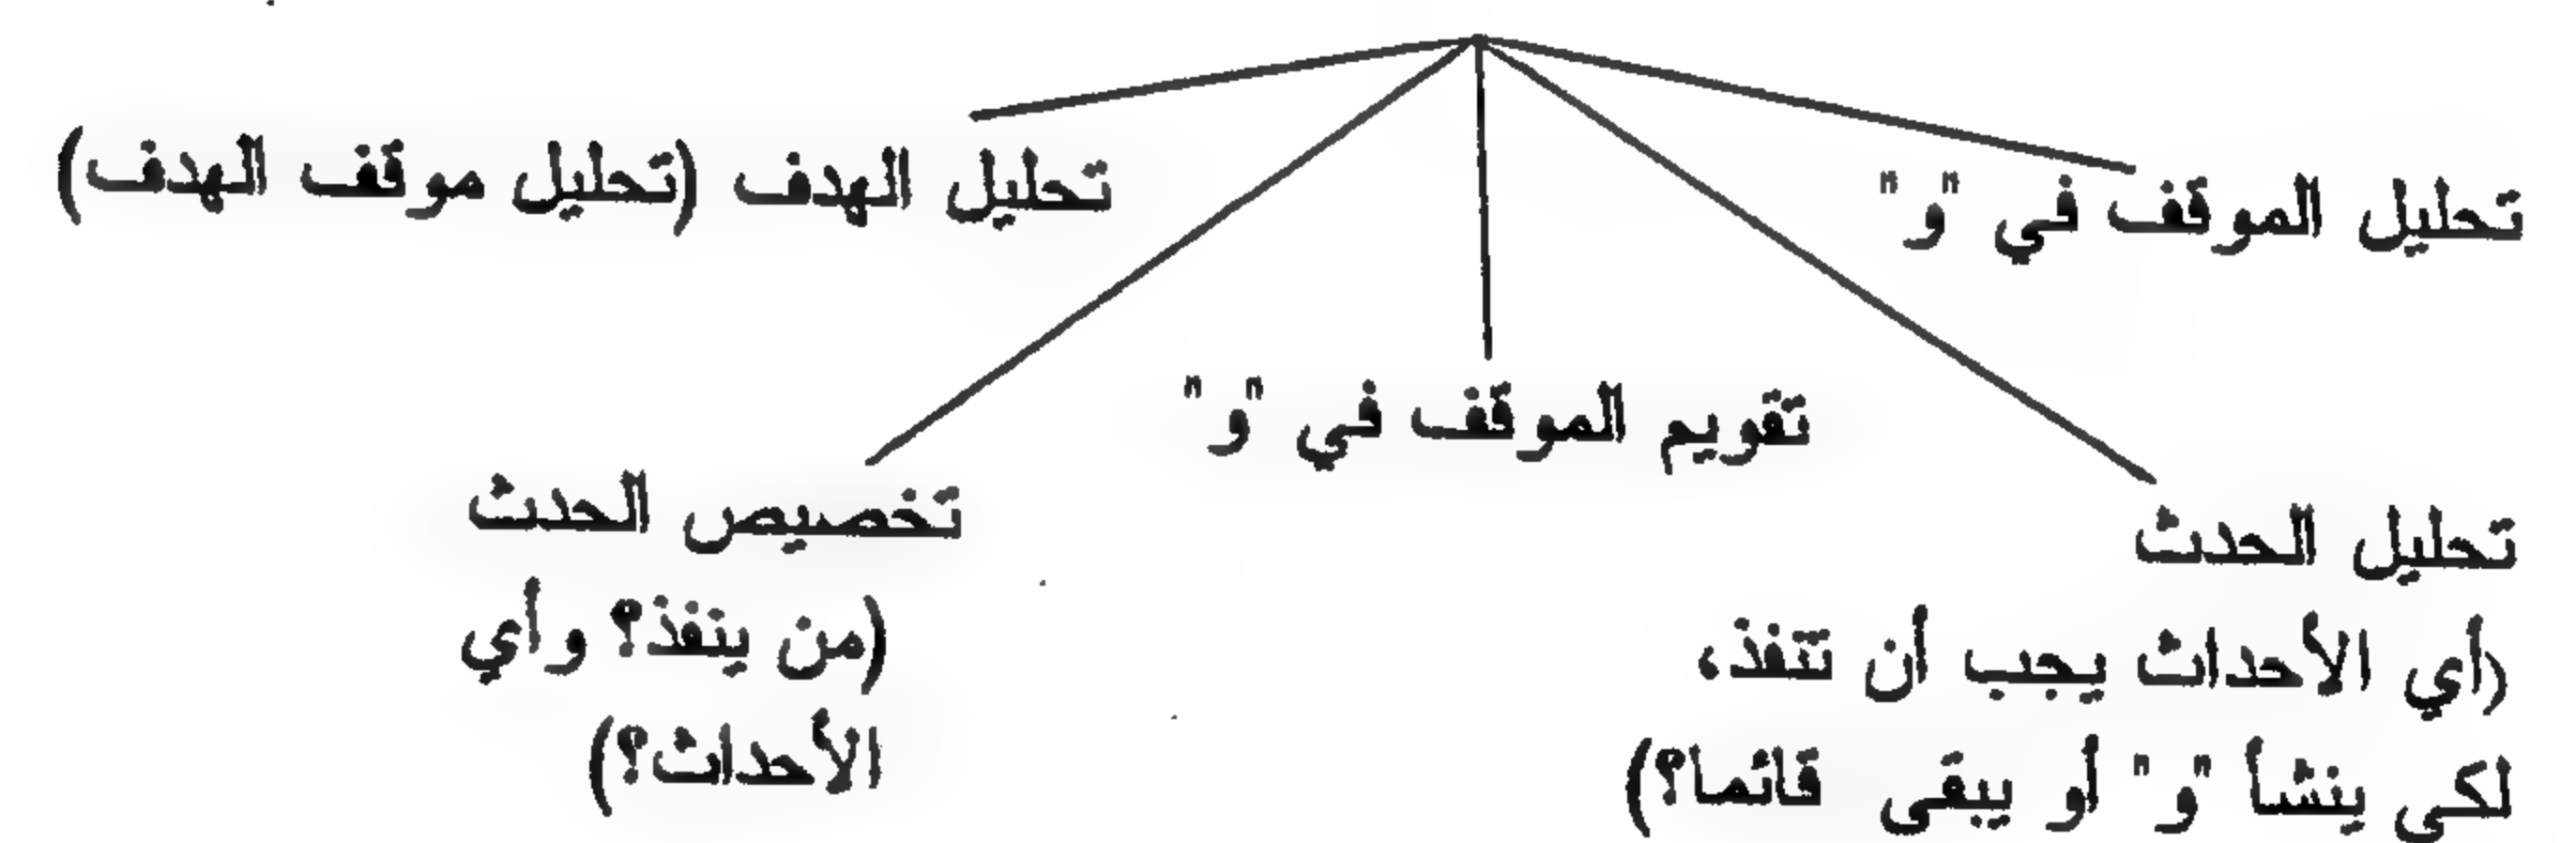 تحليل الموقف في "و"
تحليل الهدف (تحليل موقف الهدف)
تقويم الموقف في "و"
تحليل الحدث
(أي الأحداث يجب أن تنفذ،
لكي ينشأ "و" أو يبقى قائما؟)
تخصيص الحدث
(من ينفذ؟ وأي
الأحداث؟)